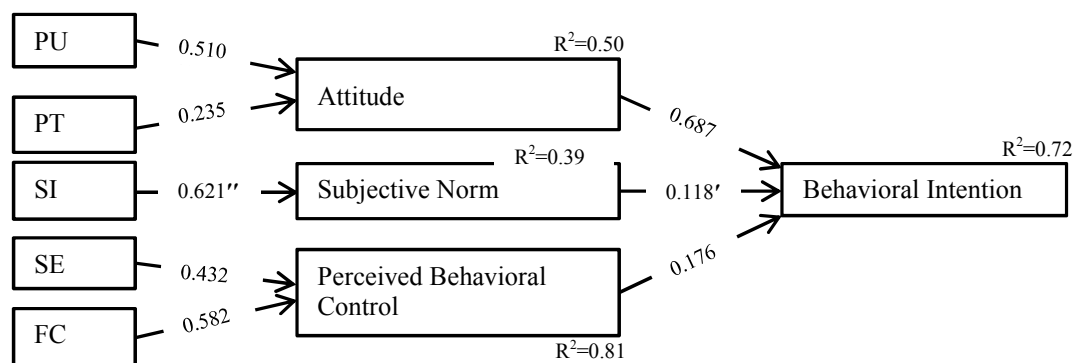 PU
0.510
R²=0.50
Attitude
PT
0.235
0.687
R²=0.39
R²=0.72
SI
0.621′′
Subjective Norm
0.118′
Behavioral Intention
SE
0.432
Perceived Behavioral
Control
0.176
FC
0.582
R²=0.81